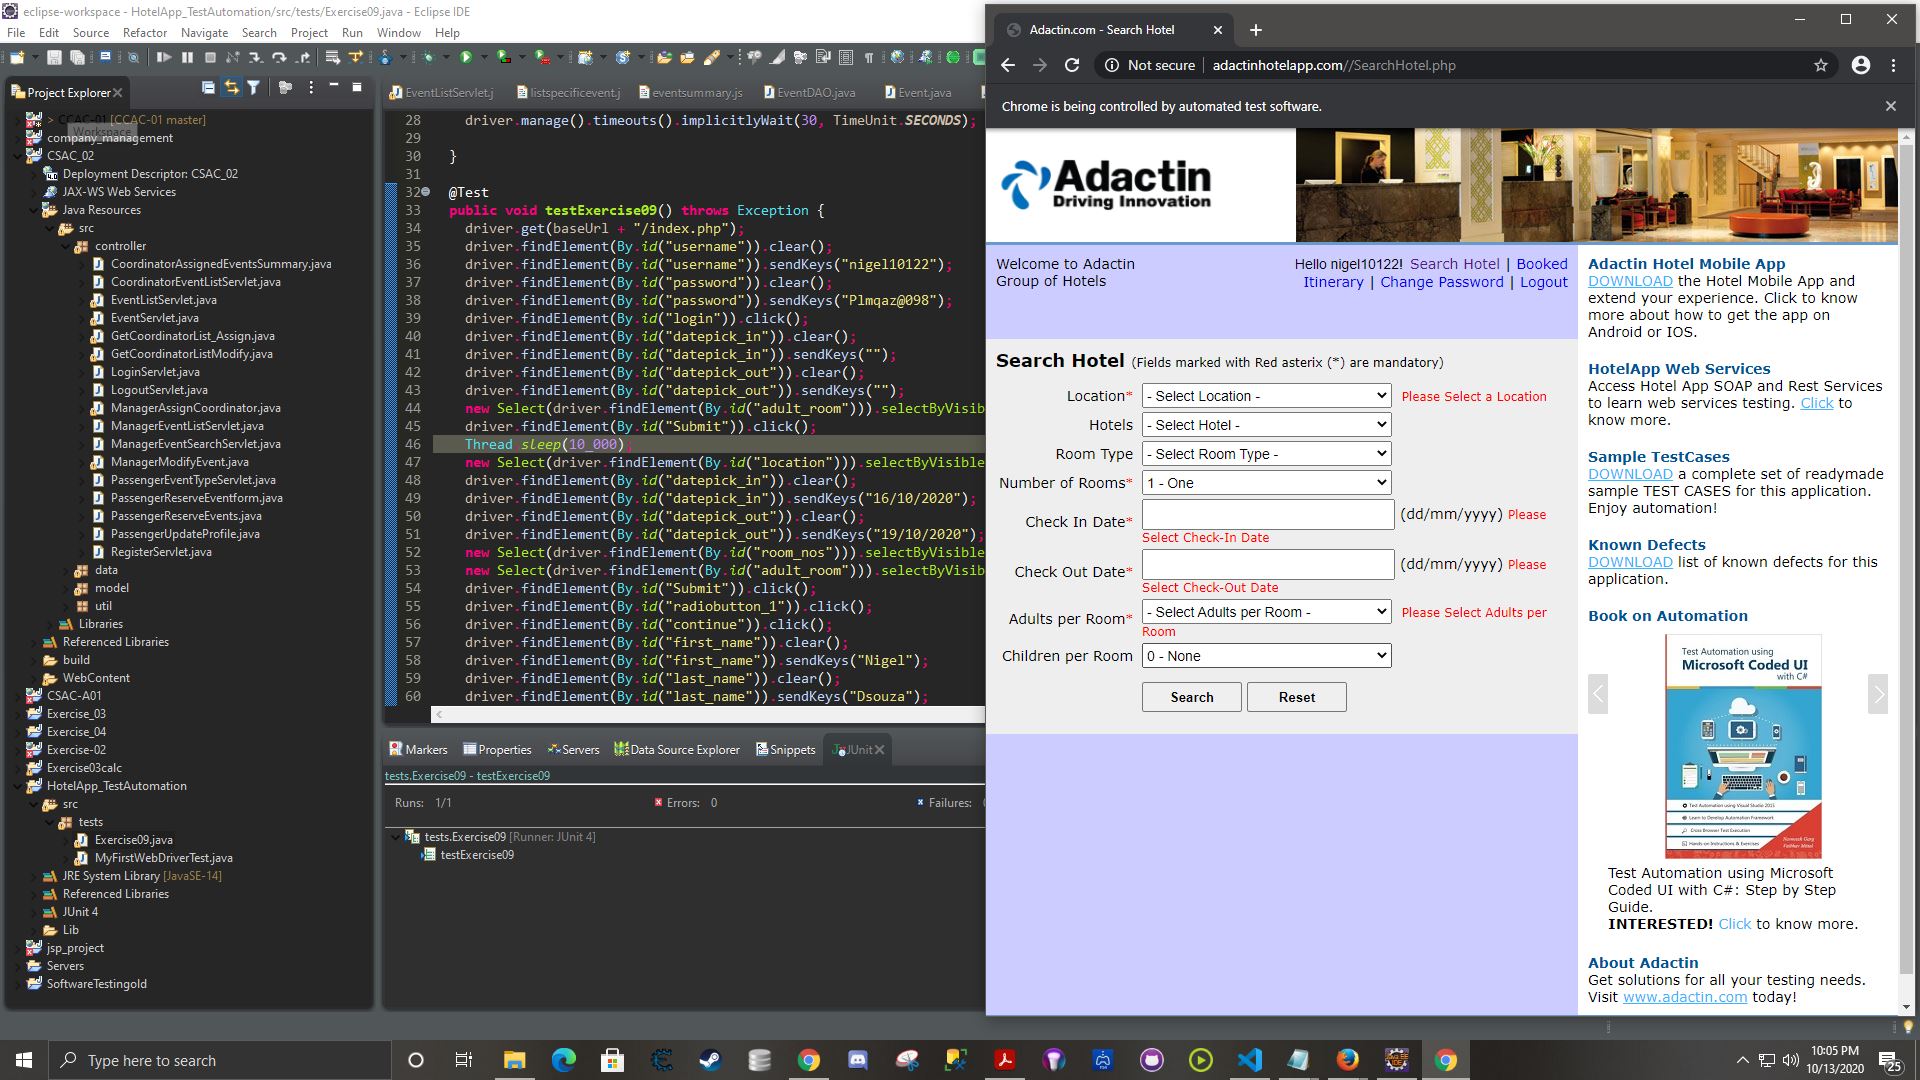 eclipse-workspace - HotelApp_TestAutomation/src/tests/Exercise09.java - Eclipse IDE
File Edit Source Refactor Navigate Search Project Run Window Help
Project Explorer
> CCAC-01 [CCAC-01 master]
Workspace
company_management
CSAC_02
Deployment Descriptor: CSAC_02
JAX-WS Web Services
Java Resources
src
controller
CoordinatorAssignedEventsSummary.java
CoordinatorEventListServlet.java
EventListServlet.java
EventServlet.java
GetCoordinatorList_Assign.java
GetCoordinatorListModify.java
LoginServlet.java
LogoutServlet.java
ManagerAssignCoordinator.java
ManagerEventListServlet.java
ManagerEventSearchServlet.java
ManagerModifyEvent.java
PassengerEventTypeServlet.java
PassengerReserveEventform.java
PassengerReserveEvents.java
PassengerUpdateProfile.java
RegisterServlet.java
data
model
util
Libraries
Referenced Libraries
build
WebContent
CSAC-A01
Exercise_03
Exercise_04
Exercise-02
Exercise03calc
HotelApp_TestAutomation
src
tests
Exercise09.java
MyFirstWebDriverTest.java
JRE System Library [JavaSE-14]
Referenced Libraries
JUnit 4
Lib
jsp_project
Servers
SoftwareTestingold
EventListServlet.j listspecificevent.j eventsummary.js EventDAO.java Event.java
28 driver.manage().timeouts().implicitlyWait(30, TimeUnit.SECONDS);
29
30 }
31
32 @Test
33 public void testExercise09() throws Exception {
34 driver.get(baseUrl + "/index.php");
35 driver.findElement(By.id("username")).clear();
36 driver.findElement(By.id("username")).sendKeys("nigel10122");
37 driver.findElement(By.id("password")).clear();
38 driver.findElement(By.id("password")).sendKeys("Plmqaz@098");
39 driver.findElement(By.id("login")).click();
40 driver.findElement(By.id("datepick_in")).clear();
41 driver.findElement(By.id("datepick_in")).sendKeys("");
42 driver.findElement(By.id("datepick_out")).clear();
43 driver.findElement(By.id("datepick_out")).sendKeys("");
44 new Select(driver.findElement(By.id("adult_room"))).selectByVisib
45 driver.findElement(By.id("Submit")).click();
46 Thread.sleep(10_000);
47 new Select(driver.findElement(By.id("location"))).selectByVisible
48 driver.findElement(By.id("datepick_in")).clear();
49 driver.findElement(By.id("datepick_in")).sendKeys("16/10/2020");
50 driver.findElement(By.id("datepick_out")).clear();
51 driver.findElement(By.id("datepick_out")).sendKeys("19/10/2020");
52 new Select(driver.findElement(By.id("room_nos"))).selectByVisible
53 new Select(driver.findElement(By.id("adult_room"))).selectByVisib
54 driver.findElement(By.id("Submit")).click();
55 driver.findElement(By.id("radiobutton_1")).click();
56 driver.findElement(By.id("continue")).click();
57 driver.findElement(By.id("first_name")).clear();
58 driver.findElement(By.id("first_name")).sendKeys("Nigel");
59 driver.findElement(By.id("last_name")).clear();
60 driver.findElement(By.id("last_name")).sendKeys("Dsouza");
Markers Properties Servers Data Source Explorer Snippets JUnit
tests.Exercise09 - testExercise09
Runs: 1/1 Errors: 0 Failures:
tests.Exercise09 [Runner: JUnit 4]
testExercise09
Adactin.com - Search Hotel
Not secure | adactinhotelapp.com//SearchHotel.php
Chrome is being controlled by automated test software.
Adactin
Driving Innovation
Welcome to Adactin
Group of Hotels
Hello nigel10122! Search Hotel | Booked
Itinerary | Change Password | Logout
Search Hotel (Fields marked with Red asterix (*) are mandatory)
Location* - Select Location - Please Select a Location
Hotels - Select Hotel -
Room Type - Select Room Type -
Number of Rooms* 1 - One
Check In Date* (dd/mm/yyyy) Please
Select Check-In Date
Check Out Date* (dd/mm/yyyy) Please
Select Check-Out Date
Adults per Room* - Select Adults per Room - Please Select Adults per
Room
Children per Room 0 - None
Search Reset
Adactin Hotel Mobile App
DOWNLOAD the Hotel Mobile App and
extend your experience. Click to know
more about how to get the app on
Android or IOS.
HotelApp Web Services
Access Hotel App SOAP and Rest Services
to learn web services testing. Click to
know more.
Sample TestCases
DOWNLOAD a complete set of readymade
sample TEST CASES for this application.
Enjoy automation!
Known Defects
DOWNLOAD list of known defects for this
application.
Book on Automation
Test Automation using
Microsoft Coded UI
with C#
Test Automation using Visual Studio 2015
Learn to Develop Automation Framework
Cross Browser Test Execution
Hands-on Instructions & Exercises
Navneesh Garg
Vaibhav Mittal
Test Automation using Microsoft
Coded UI with C#: Step by Step
Guide.
INTERESTED! Click to know more.
About Adactin
Get solutions for all your testing needs.
Visit www.adactin.com today!
Type here to search
10:05 PM
10/13/2020
25